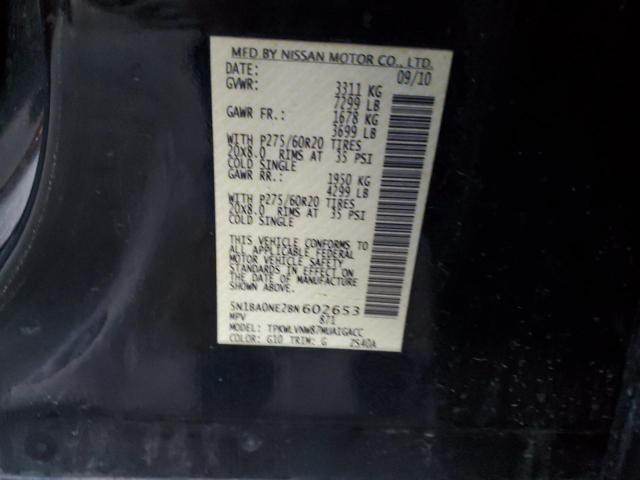 MFD BY NISSAN MOTOR CO., LTD.
DATE: 09/10
GVWR: 3311 KG
7299 LB
GAWR FR.: 1678 KG
3699 LB
WITH P275/60R20 TIRES
20X8.0 RIMS AT 35 PSI
COLD SINGLE
GAWR RR.: 1950 KG
4299 LB
WITH P275/60R20 TIRES
20X8.0 RIMS AT 35 PSI
COLD SINGLE
THIS VEHICLE CONFORMS TO
ALL APPLICABLE FEDERAL
MOTOR VEHICLE SAFETY
STANDARDS IN EFFECT ON
THE DATE OF MANUFACTURE
SHOWN ABOVE
5N1BA0NE2BN602653
MPV 871
MODEL: TPKWLVNW87MUAIGACC
COLOR: G10 TRIM: G ZS40A